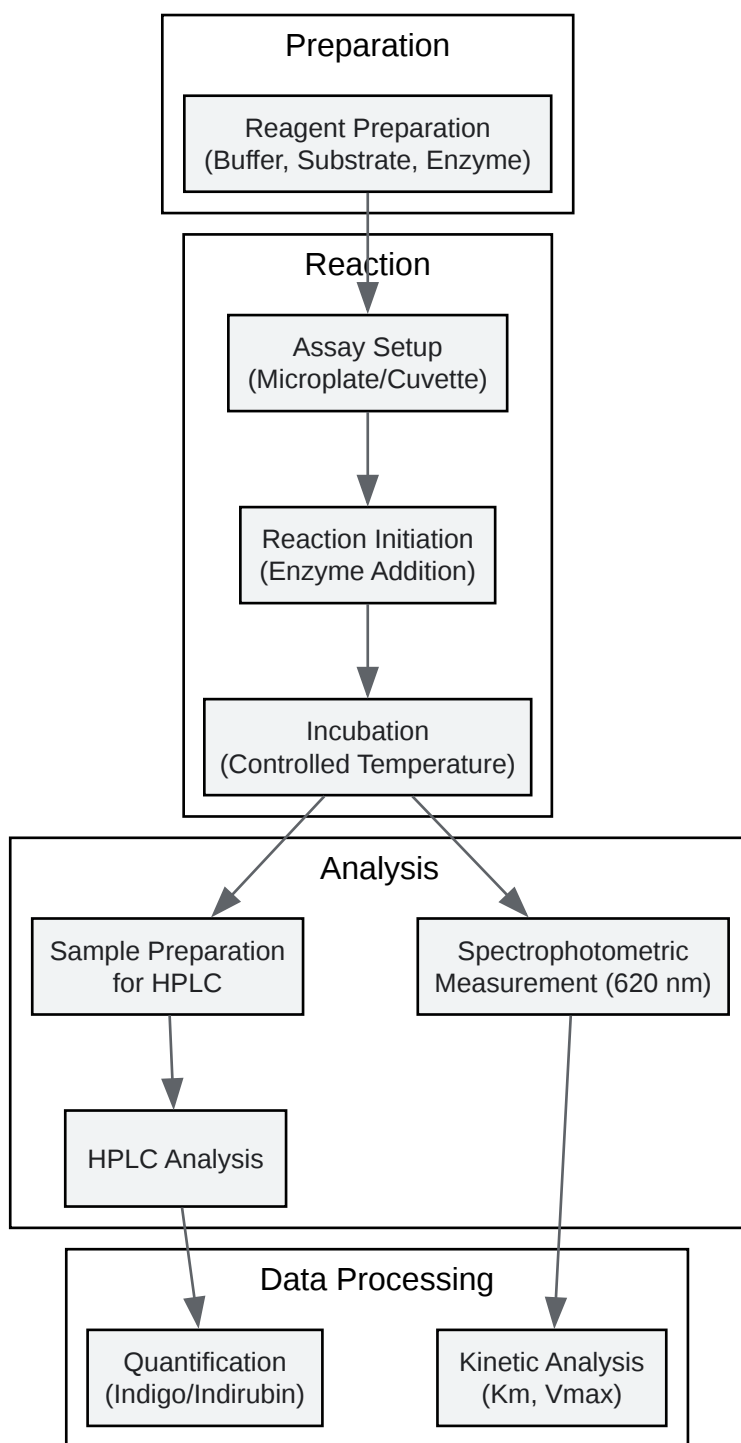 Preparation
Reagent Preparation
(Buffer, Substrate, Enzyme)
Reaction
Assay Setup
(Microplate/Cuvette)
Reaction Initiation
(Enzyme Addition)
Incubation
(Controlled Temperature)
Analysis
Sample Preparation
for HPLC
Spectrophotometric
Measurement (620 nm)
HPLC Analysis
Data Processing
Quantification
(Indigo/Indirubin)
Kinetic Analysis
(Km, Vmax)